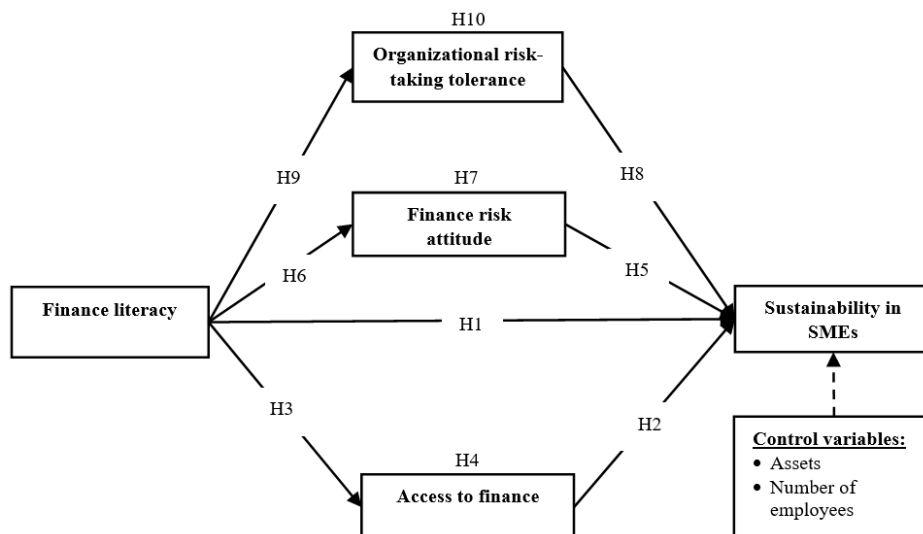 H10
Organizational risk-
taking tolerance
H9
H8
H7
Finance risk
attitude
H6
H5
Finance literacy
H1
Sustainability in
SMEs
H3
H2
H4
Access to finance
Control variables:
• Assets
• Number of
employees